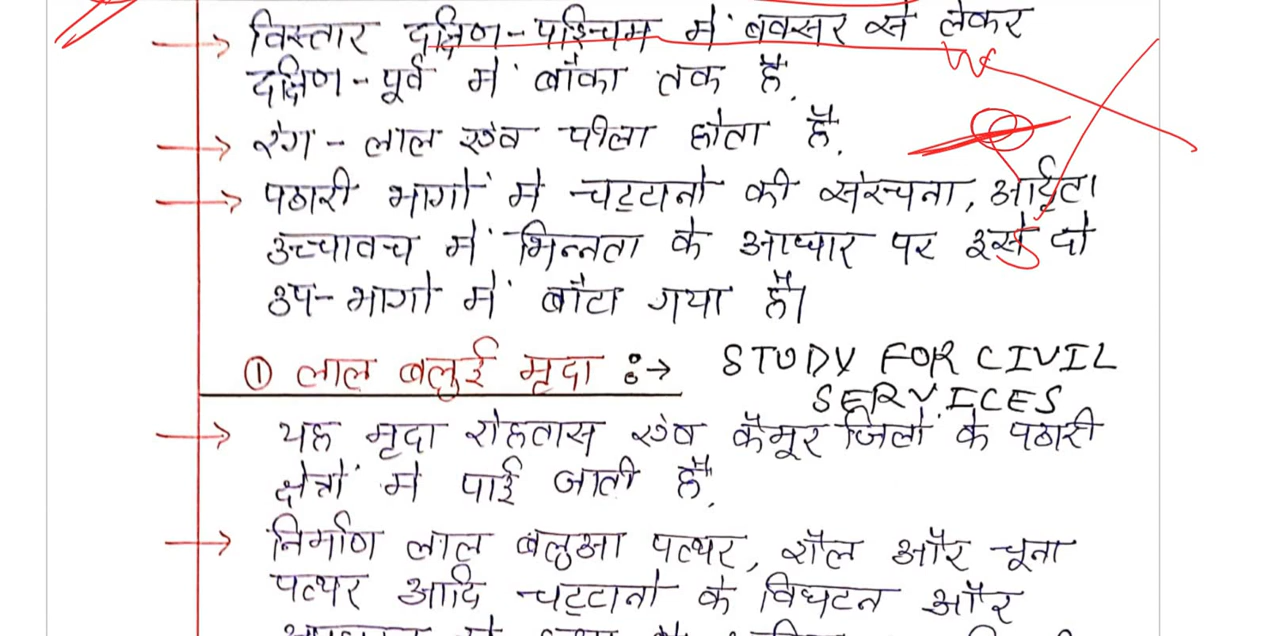 विस्तार दक्षिण-पश्चिम में बक्सर से लेकर
दक्षिण-पूर्व में बाँका तक है.
रंग - लाल एवं पीला होता है.
पठारी भागों में चट्टानों की संरचना,
उच्चावच में भिन्नता के आधार पर इसे दो
उप-भागों में बाँटा गया है।
① लाल बलुई मृदा :→ STUDY FOR CIVIL
SERVICES
यह मृदा रोहतास एवं कैमूर जिलों के पठारी
क्षेत्रों में पाई जाती है.
निर्माण लाल बलुआ पत्थर, शैल और चूना
पत्थर आदि चट्टानों के विघटन और